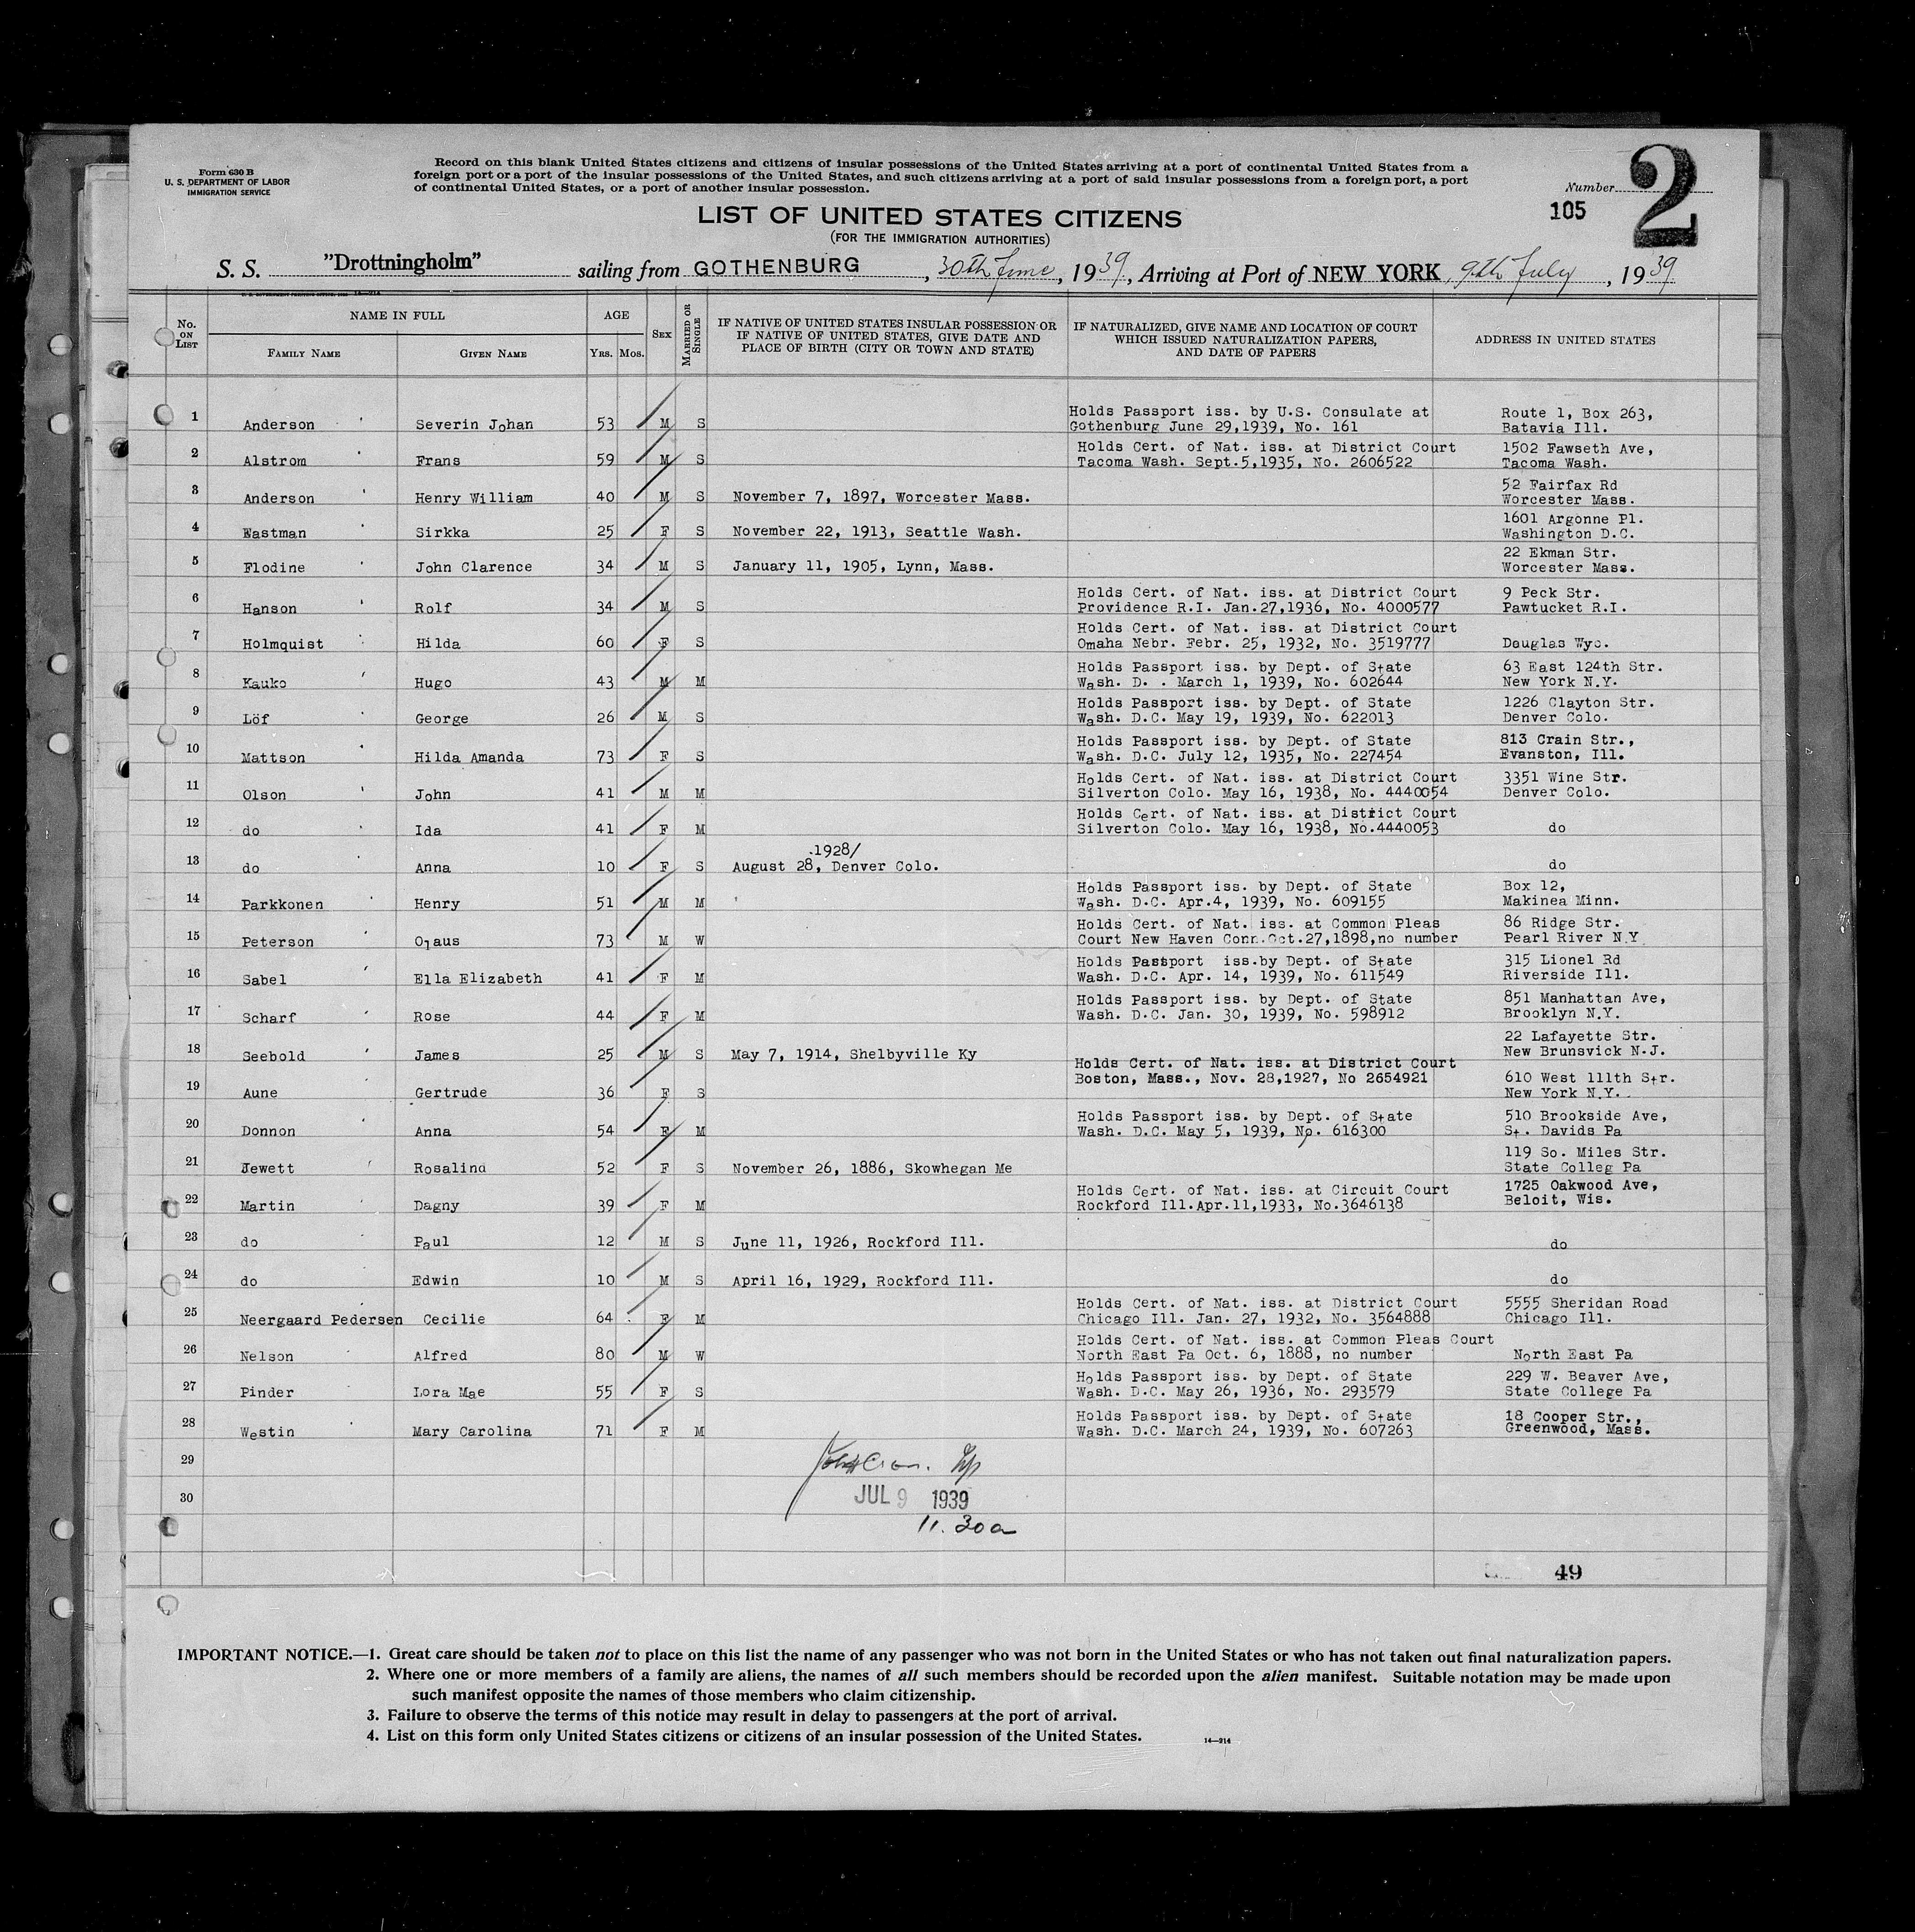 Form 630 B
U. S. DEPARTMENT OF LABOR
IMMIGRATION SERVICE
Record on this blank United States citizens and citizens of insular possessions of the United States arriving at a port of continental United States from a
foreign port or a port of the insular possessions of the United States, and such citizens arriving at a port of said insular possessions from a foreign port, a port
of continental United States, or a port of another insular possession.
Number 2
105
LIST OF UNITED STATES CITIZENS
(FOR THE IMMIGRATION AUTHORITIES)
S. S. "Drottningholm" sailing from GOTHENBURG, 30th June, 1939, Arriving at Port of NEW YORK, 9th July, 1939
No. ON LIST
NAME IN FULL
FAMILY NAME
GIVEN NAME
AGE
YRS. MOS.
SEX
MARRIED OR SINGLE
IF NATIVE OF UNITED STATES INSULAR POSSESSION OR
IF NATIVE OF UNITED STATES, GIVE DATE AND
PLACE OF BIRTH (CITY OR TOWN AND STATE)
IF NATURALIZED, GIVE NAME AND LOCATION OF COURT
WHICH ISSUED NATURALIZATION PAPERS,
AND DATE OF PAPERS
ADDRESS IN UNITED STATES
Holds Passport iss. by U.S. Consulate at Route 1, Box 263,
1 Anderson Severin Johan 53 M S Gothenburg June 29,1939, No. 161 Batavia Ill.
Holds Cert. of Nat. iss. at District Court 1502 Fawseth Ave,
2 Alstrom Frans 59 M S Tacoma Wash. Sept.5,1935, No. 2606522 Tacoma Wash.
52 Fairfax Rd
3 Anderson Henry William 40 M S November 7, 1897, Worcester Mass. Worcester Mass.
1601 Argonne Pl.
4 Eastman Sirkka 25 F S November 22, 1913, Seattle Wash. Washington D.C.
22 Ekman Str.
5 Flodine John Clarence 34 M S January 11, 1905, Lynn, Mass. Worcester Mass.
Holds Cert. of Nat. iss. at District Court 9 Peck Str.
6 Hanson Rolf 34 M S Providence R.I. Jan.27,1936, No. 4000577 Pawtucket R.I.
Holds Cert. of Nat. iss. at District Court
7 Holmquist Hilda 60 F S Omaha Nebr. Febr. 25, 1932, No. 3519777 Douglas Wyo.
Holds Passport iss. by Dept. of State 63 East 124th Str.
8 Kauko Hugo 43 M M Wash. D. . March 1, 1939, No. 602644 New York N.Y.
Holds Passport iss. by Dept. of State 1226 Clayton Str.
9 Löf George 26 M S Wash. D.C. May 19, 1939, No. 622013 Denver Colo.
Holds Passport iss. by Dept. of State 813 Crain Str.,
10 Mattson Hilda Amanda 73 F S Wash. D.C. July 12, 1935, No. 227454 Evanston, Ill.
Holds Cert. of Nat. iss. at District Court 3351 Wine Str.
11 Olson John 41 M M Silverton Colo. May 16, 1938, No. 4440054 Denver Colo.
Holds Cert. of Nat. iss. at District Court
12 do Ida 41 F M Silverton Colo. May 16, 1938, No.4440053 do
.1928/
13 do Anna 10 F S August 28, Denver Colo. do
Holds Passport iss. by Dept. of State Box 12,
14 Parkkonen Henry 51 M M Wash. D.C. Apr.4, 1939, No. 609155 Makinea Minn.
Holds Cert. of Nat. iss. at Common Pleas 86 Ridge Str.
15 Peterson Olaus 73 M W Court New Haven Conn.Oct.27,1898,no number Pearl River N.Y
Holds Passport iss.by Dept. of State 315 Lionel Rd
16 Sabel Ella Elizabeth 41 F M Wash. D.C. Apr. 14, 1939, No. 611549 Riverside Ill.
Holds Passport iss. by Dept. of State 851 Manhattan Ave,
17 Scharf Rose 44 F M Wash. D.C. Jan. 30, 1939, No. 598912 Brooklyn N.Y.
22 Lafayette Str.
18 Seebold James 25 M S May 7, 1914, Shelbyville Ky New Brunsvick N.J.
Holds Cert. of Nat. iss. at District Court
Boston, Mass., Nov. 28,1927, No 2654921 610 West 111th Str.
19 Aune Gertrude 36 F S New York N.Y.
Holds Passport iss. by Dept. of State 510 Brookside Ave,
20 Donnon Anna 54 F M Wash. D.C. May 5, 1939, No. 616300 St. Davids Pa
119 So. Miles Str.
21 Jewett Rosalind 52 F S November 26, 1886, Skowhegan Me State Colleg Pa
Holds Cert. of Nat. iss. at Circuit Court 1725 Oakwood Ave,
22 Martin Dagny 39 F M Rockford Ill.Apr.11,1933, No.3646138 Beloit, Wis.
23 do Paul 12 M S June 11, 1926, Rockford Ill. do
24 do Edwin 10 M S April 16, 1929, Rockford Ill. do
Holds Cert. of Nat. iss. at District Court 5555 Sheridan Road
25 Neergaard Pedersen Cecilie 64 F M Chicago Ill. Jan. 27, 1932, No. 3564888 Chicago Ill.
Holds Cert. of Nat. iss. at Common Pleas Court
26 Nelson Alfred 80 M W North East Pa Oct. 6, 1888, no number North East Pa
Holds Passport iss. by Dept. of State 229 W. Beaver Ave,
27 Pinder Lora Mae 55 F S Wash. D.C. May 26, 1936, No. 293579 State College Pa
Holds Passport iss. by Dept. of State 18 Cooper Str.,
28 Westin Mary Carolina 71 F M Wash. D.C. March 24, 1939, No. 607263 Greenwood, Mass.
29
30
JUL 9 1939
11.30a
49
IMPORTANT NOTICE.—1. Great care should be taken not to place on this list the name of any passenger who was not born in the United States or who has not taken out final naturalization papers.
2. Where one or more members of a family are aliens, the names of all such members should be recorded upon the alien manifest. Suitable notation may be made upon
such manifest opposite the names of those members who claim citizenship.
3. Failure to observe the terms of this notice may result in delay to passengers at the port of arrival.
4. List on this form only United States citizens or citizens of an insular possession of the United States.
14—214